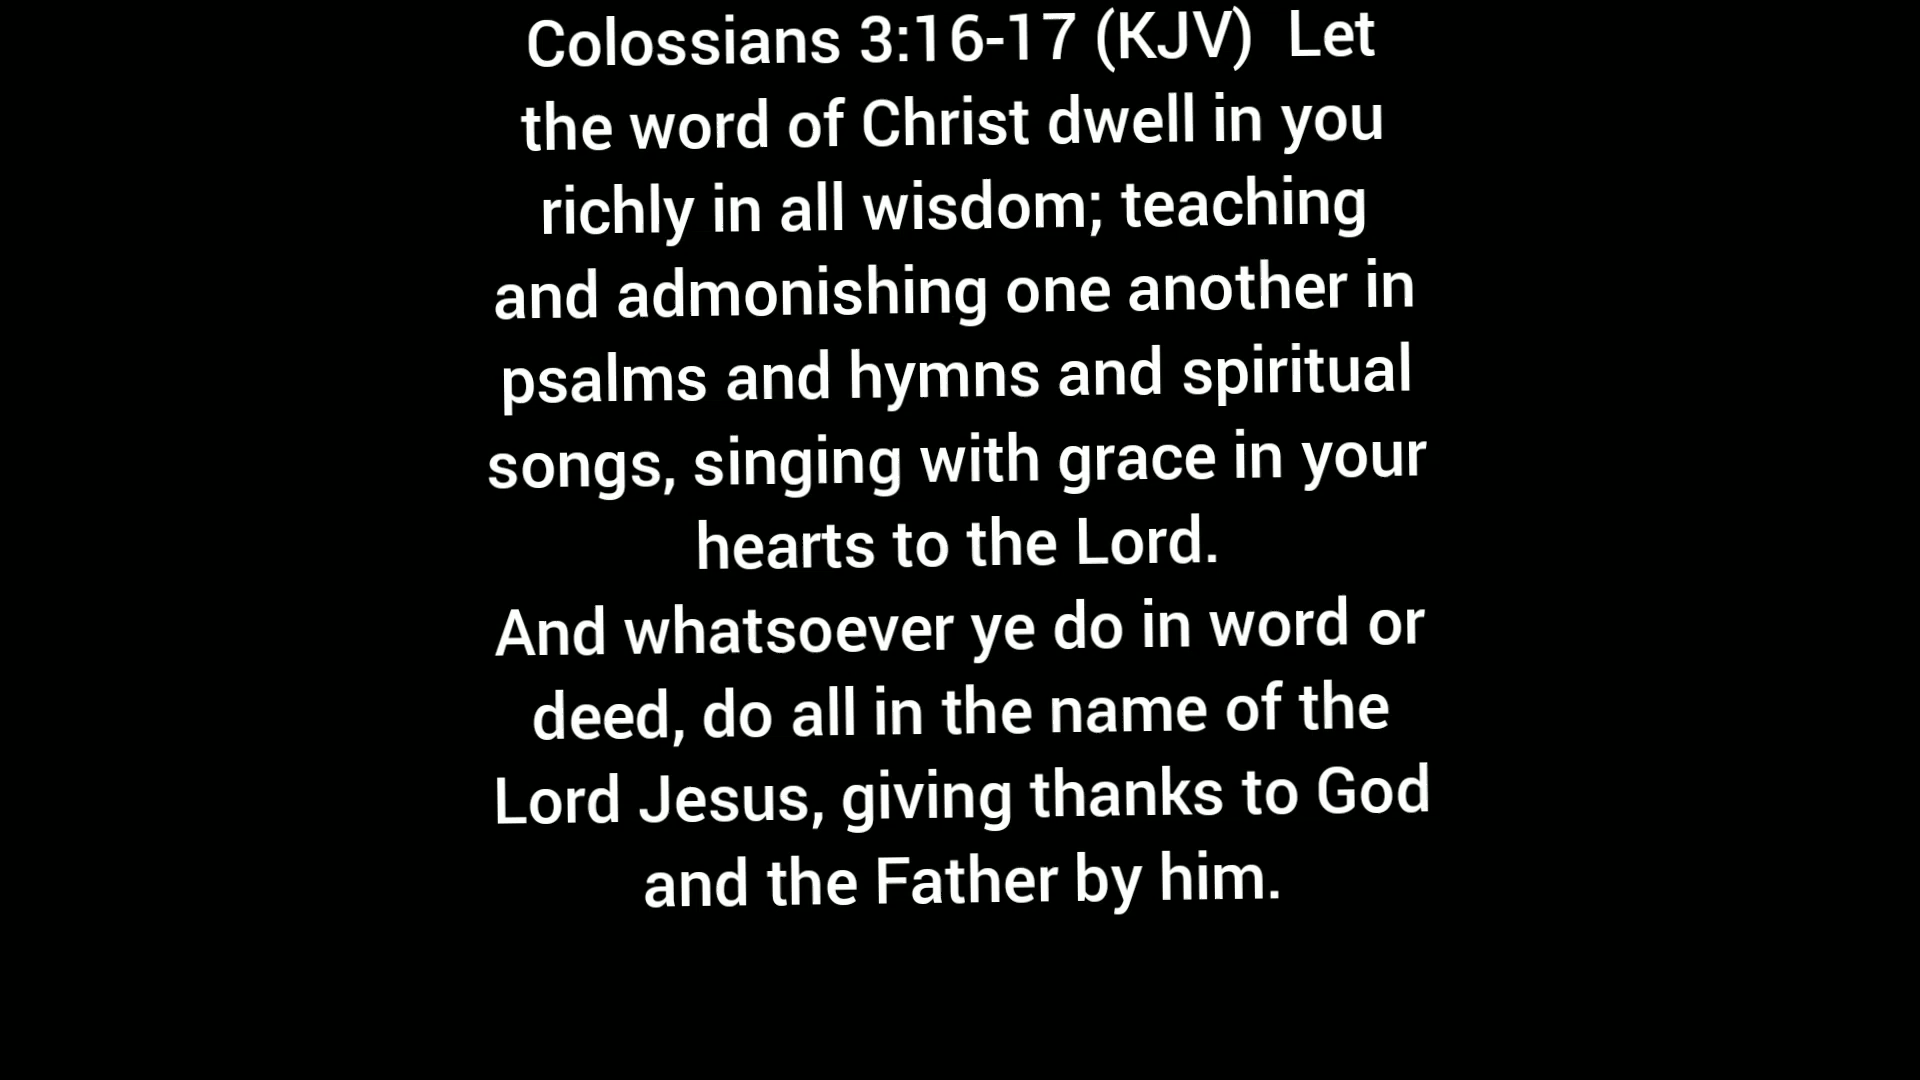 Colossians 3:16-17 (KJV)  Let
the word of Christ dwell in you
richly in all wisdom; teaching
and admonishing one another in
psalms and hymns and spiritual
songs, singing with grace in your
hearts to the Lord.
And whatsoever ye do in word or
deed, do all in the name of the
Lord Jesus, giving thanks to God
and the Father by him.